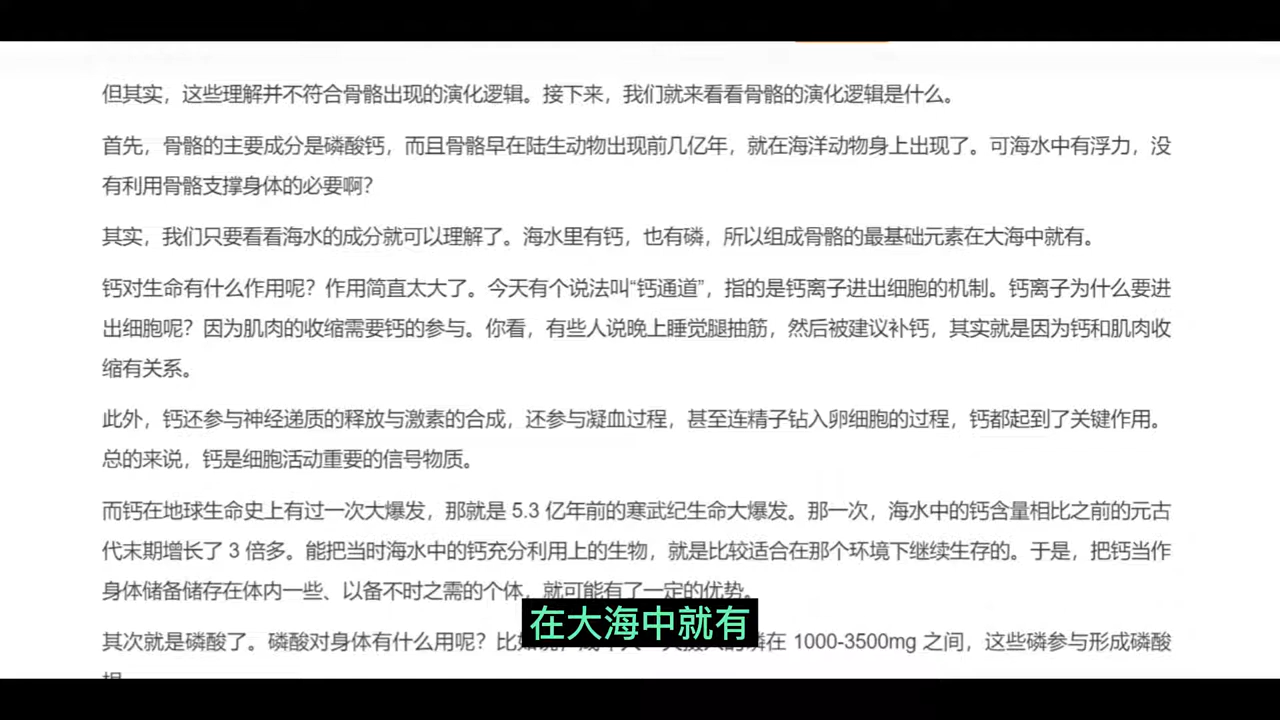 但其实，这些理解并不符合骨骼出现的演化逻辑。接下来，我们就来看看骨骼的演化逻辑是什么。
首先，骨骼的主要成分是磷酸钙，而且骨骼早在陆生动物出现前几亿年，就在海洋动物身上出现了。可海水中有浮力，没
有利用骨骼支撑身体的必要啊？
其实，我们只要看看海水的成分就可以理解了。海水里有钙，也有磷，所以组成骨骼的最基础元素在大海中就有。
钙对生命有什么作用呢？作用简直太大了。今天有个说法叫“钙通道”，指的是钙离子进出细胞的机制。钙离子为什么要进
出细胞呢？因为肌肉的收缩需要钙的参与。你看，有些人说晚上睡觉腿抽筋，然后被建议补钙，其实就是因为钙和肌肉收
缩有关系。
此外，钙还参与神经递质的释放与激素的合成，还参与凝血过程，甚至连精子钻入卵细胞的过程，钙都起到了关键作用。
总的来说，钙是细胞活动重要的信号物质。
而钙在地球生命史上有过一次大爆发，那就是 5.3 亿年前的寒武纪生命大爆发。那一次，海水中的钙含量相比之前的元古
代末期增长了 3 倍多。能把当时海水中的钙充分利用上的生物，就是比较适合在那个环境下继续生存的。于是，把钙当作
身体储备储存在体内一些、以备不时之需的个体，就可能有了一定的优势。
在大海中就有
其次就是磷酸了。磷酸对身体有什么用呢？比 在 1000-3500mg 之间，这些磷参与形成磷酸